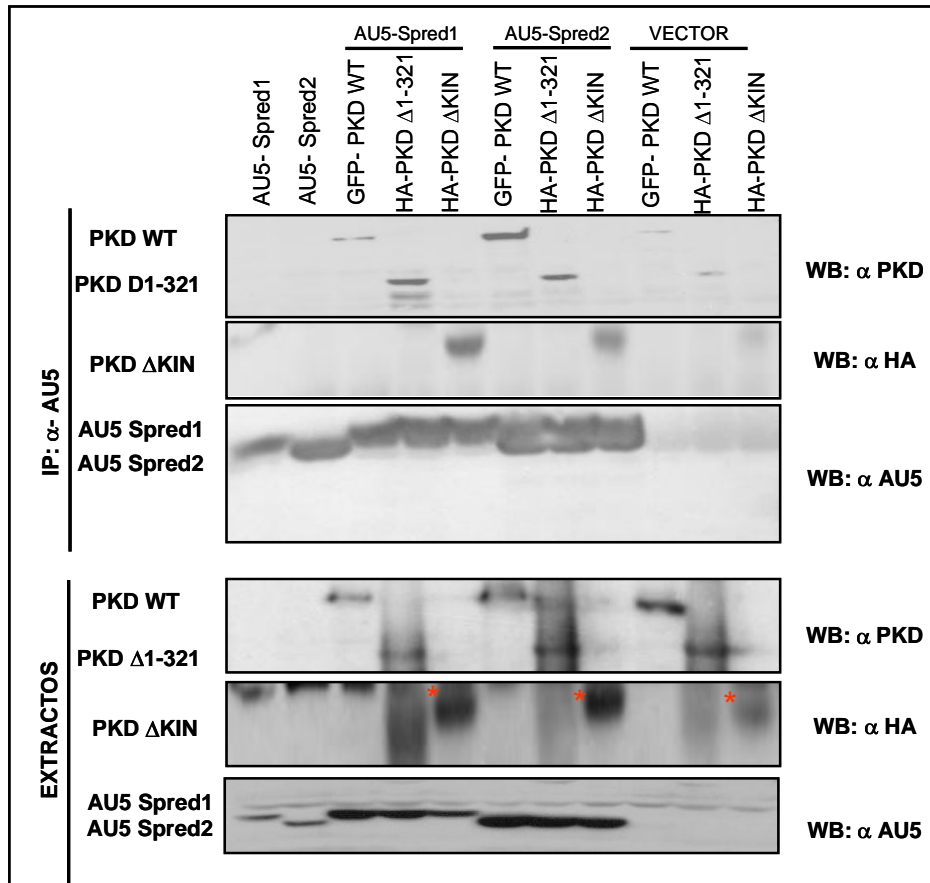 AU5-Spred1 AU5-Spred2 VECTOR
AU5- Spred1
AU5- Spred2
GFP- PKD WT
HA-PKD Δ1-321
HA-PKD ΔKIN
GFP- PKD WT
HA-PKD Δ1-321
HA-PKD ΔKIN
GFP- PKD WT
HA-PKD Δ1-321
HA-PKD ΔKIN
IP: α- AU5
PKD WT
PKD D1-321
WB: α PKD
PKD ΔKIN
WB: α HA
AU5 Spred1
AU5 Spred2
WB: α AU5
EXTRACTOS
PKD WT
PKD Δ1-321
WB: α PKD
* * *
PKD ΔKIN
WB: α HA
AU5 Spred1
AU5 Spred2
WB: α AU5